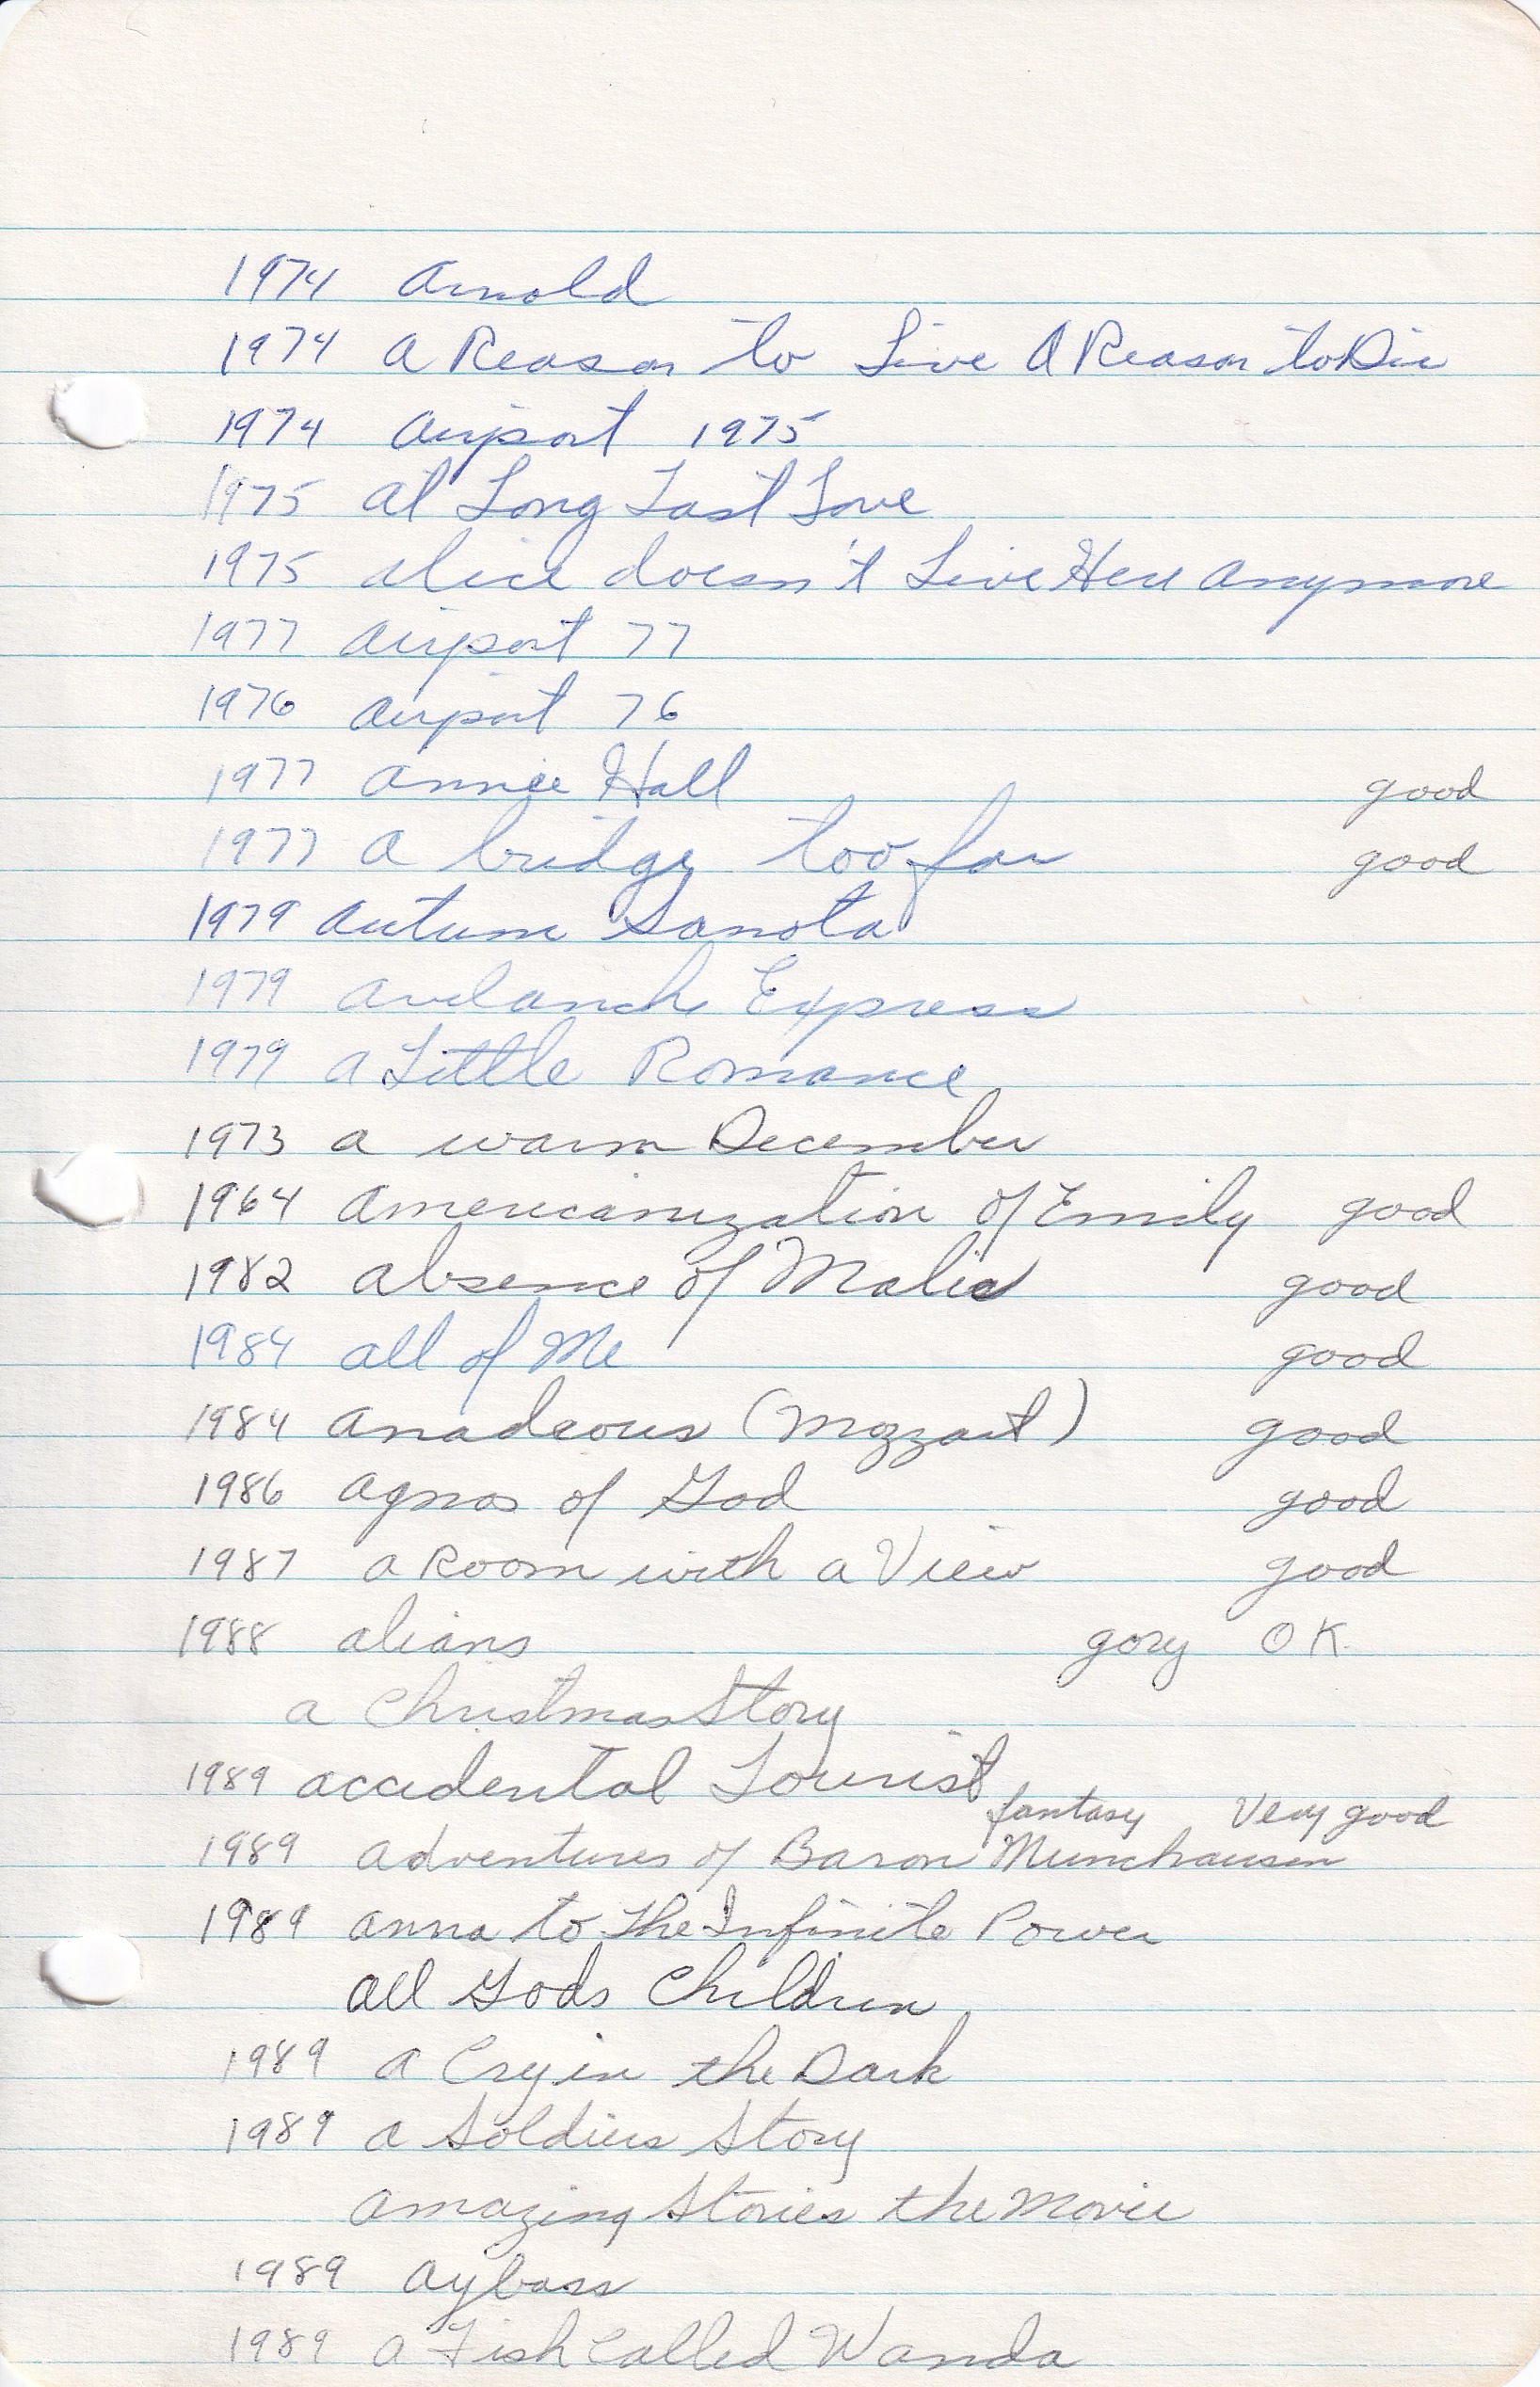 1974 Arnold
1974 A Reason to Live A Reason to Die
1974 Airport 1975
1975 At Long Last Love
1975 Alice doesn't Live Here Anymore
1977 Airport 77
1976 Airport 76
1977 Annie Hall good
1977 A bridge too far good
1979 Autumn Sonota
1979 Avelanch Express
1979 A Little Romance
1973 a warm December
1964 Americanization of Emily good
1982 Absence of Malice good
1984 All of Me good
1984 Amadeous (Mozzart) good
1986 Agnas of God good
1987 a Room with a View good
1988 alians gory OK
a Christmas Story
1989 accidental Tourist
fantasy Very good
1989 Adventures of Baron Munchausen
1989 Anna to the Infinite Power
All Gods Children
1989 A Cry in the Dark
1989 a Soldiers Story
Amazing Stories the Movie
1989 Aybass
1989 a Fish Called Wanda